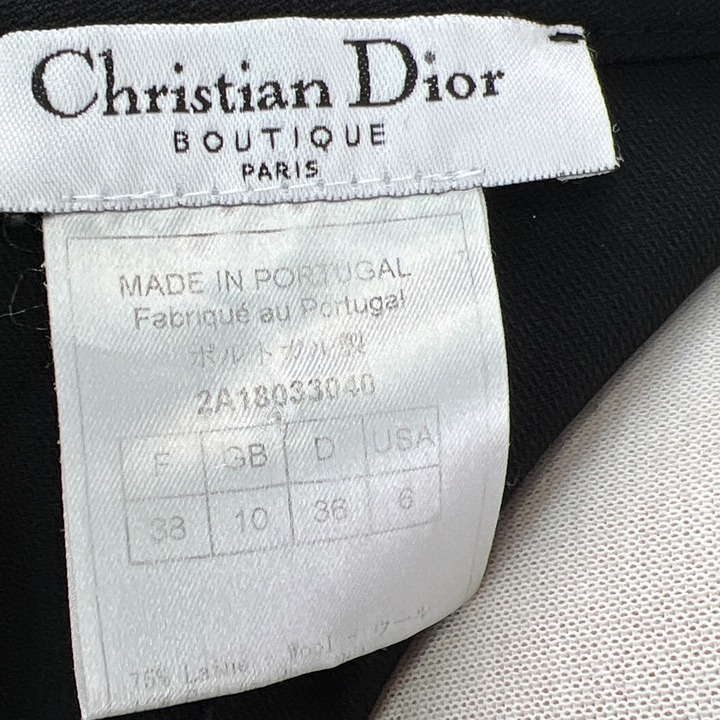 Christian Dior
BOUTIQUE
PARIS
MADE IN PORTUGAL
Fabriqué au Portugal
ポルトガル製
2A18033040
F GB D USA
38 10 36 6
75% Laine - Wool - ウール